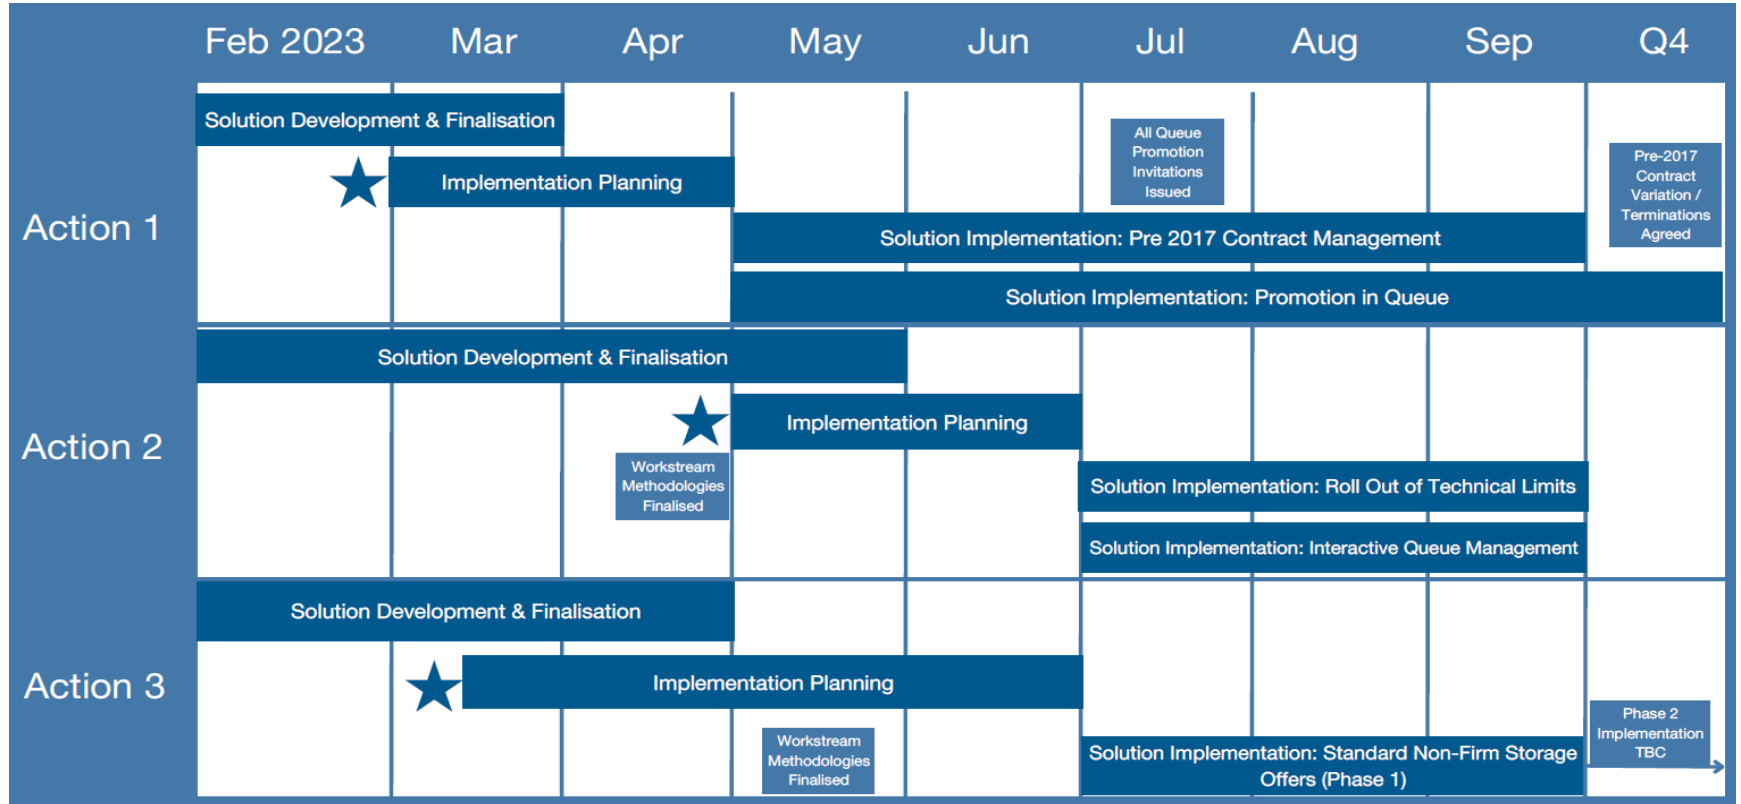 Feb 2023 Mar Apr May Jun Jul Aug Sep Q4
Action 1
Solution Development & Finalisation
Implementation Planning
All Queue
Promotion
Invitations
Issued
Pre-2017
Contract
Variation /
Terminations
Agreed
Solution Implementation: Pre 2017 Contract Management
Solution Implementation: Promotion in Queue
Action 2
Solution Development & Finalisation
Implementation Planning
Workstream
Methodologies
Finalised
Solution Implementation: Roll Out of Technical Limits
Solution Implementation: Interactive Queue Management
Action 3
Solution Development & Finalisation
Implementation Planning
Workstream
Methodologies
Finalised
Solution Implementation: Standard Non-Firm Storage
Offers (Phase 1)
Phase 2
Implementation
TBC